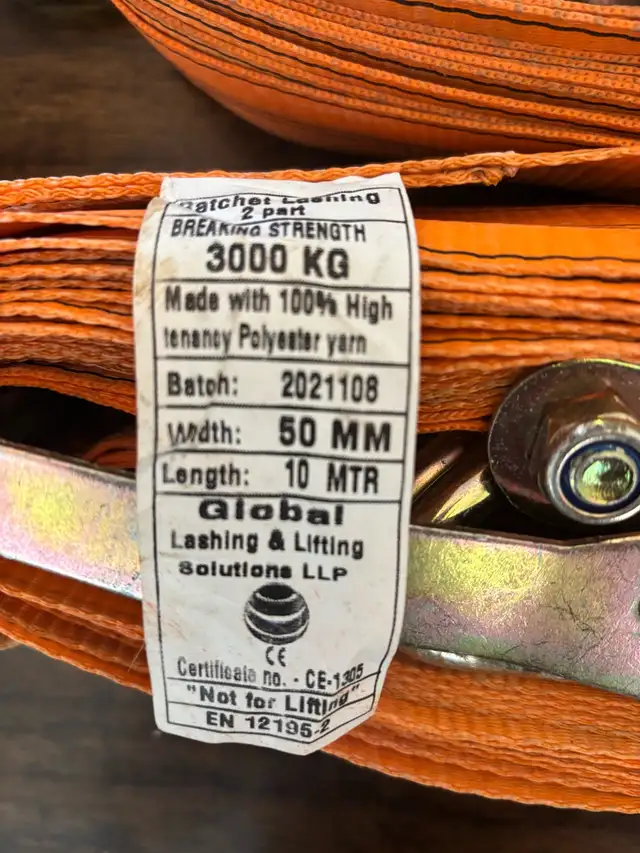 Ratchet Lashing
2 part
BREAKING STRENGTH
3000 KG
Made with 100% High
tenancy Polyester yarn
Batch: 2021108
Width: 50 MM
Length: 10 MTR
Global
Lashing & Lifting
Solutions LLP
CE
Certificate no. - CE-1305
"Not for Lifting"
EN 12195-2